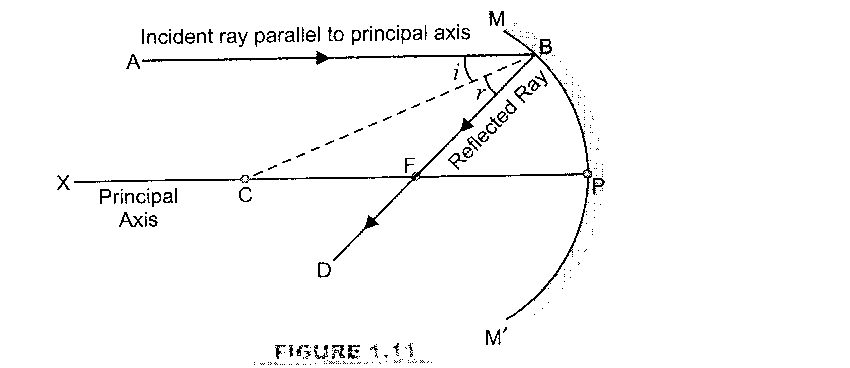 M
Incident ray parallel to principal axis
A
B
i
r
Reflected Ray
F
X
C
P
Principal
Axis
D
M'
FIGURE 1.11